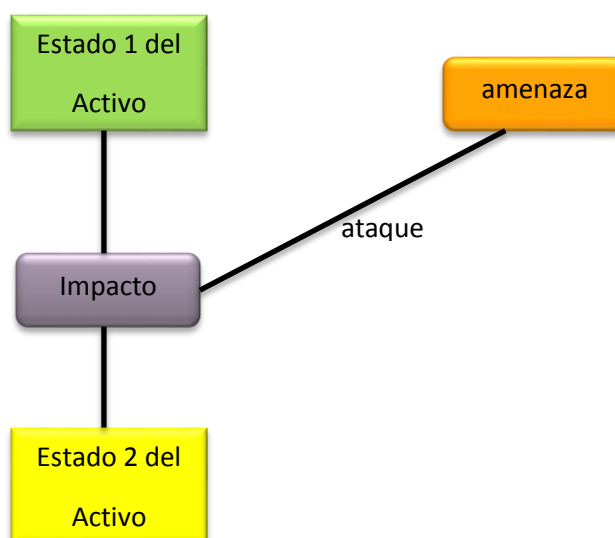 Estado 1 del
Activo
amenaza
ataque
Impacto
Estado 2 del
Activo